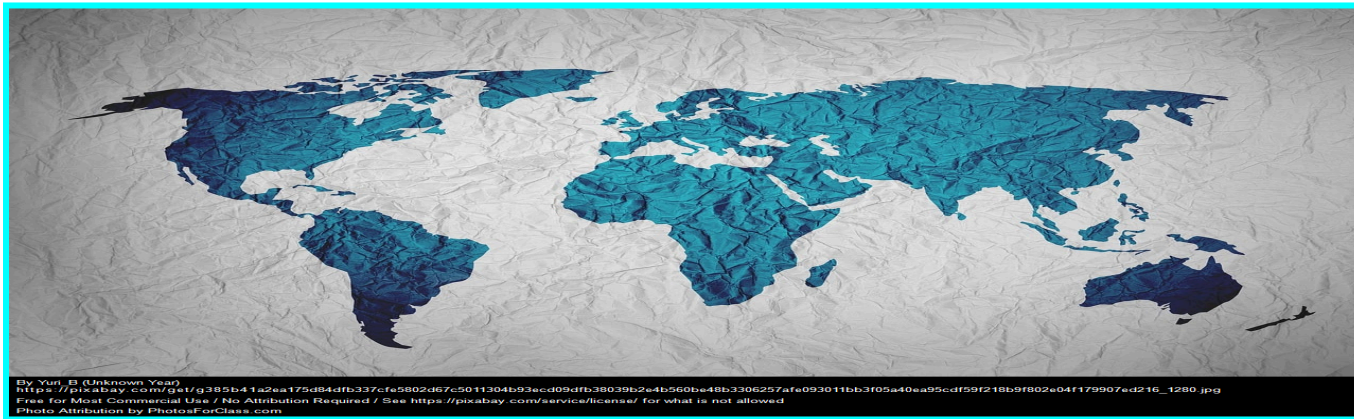 By Yuri_B (Unknown Year)
https://pixabay.com/get/g385b41a2ea175d84dfb337cfe5802d67c5011304b93ecd09dfb38039b2e4b560be48b3306257afe093011bb3f05a40ea95cdf59f218b9f802e04f179907ed216_1280.jpg
Free for Most Commercial Use / No Attribution Required / See https://pixabay.com/service/license/ for what is not allowed
Photo Attribution by PhotosForClass.com